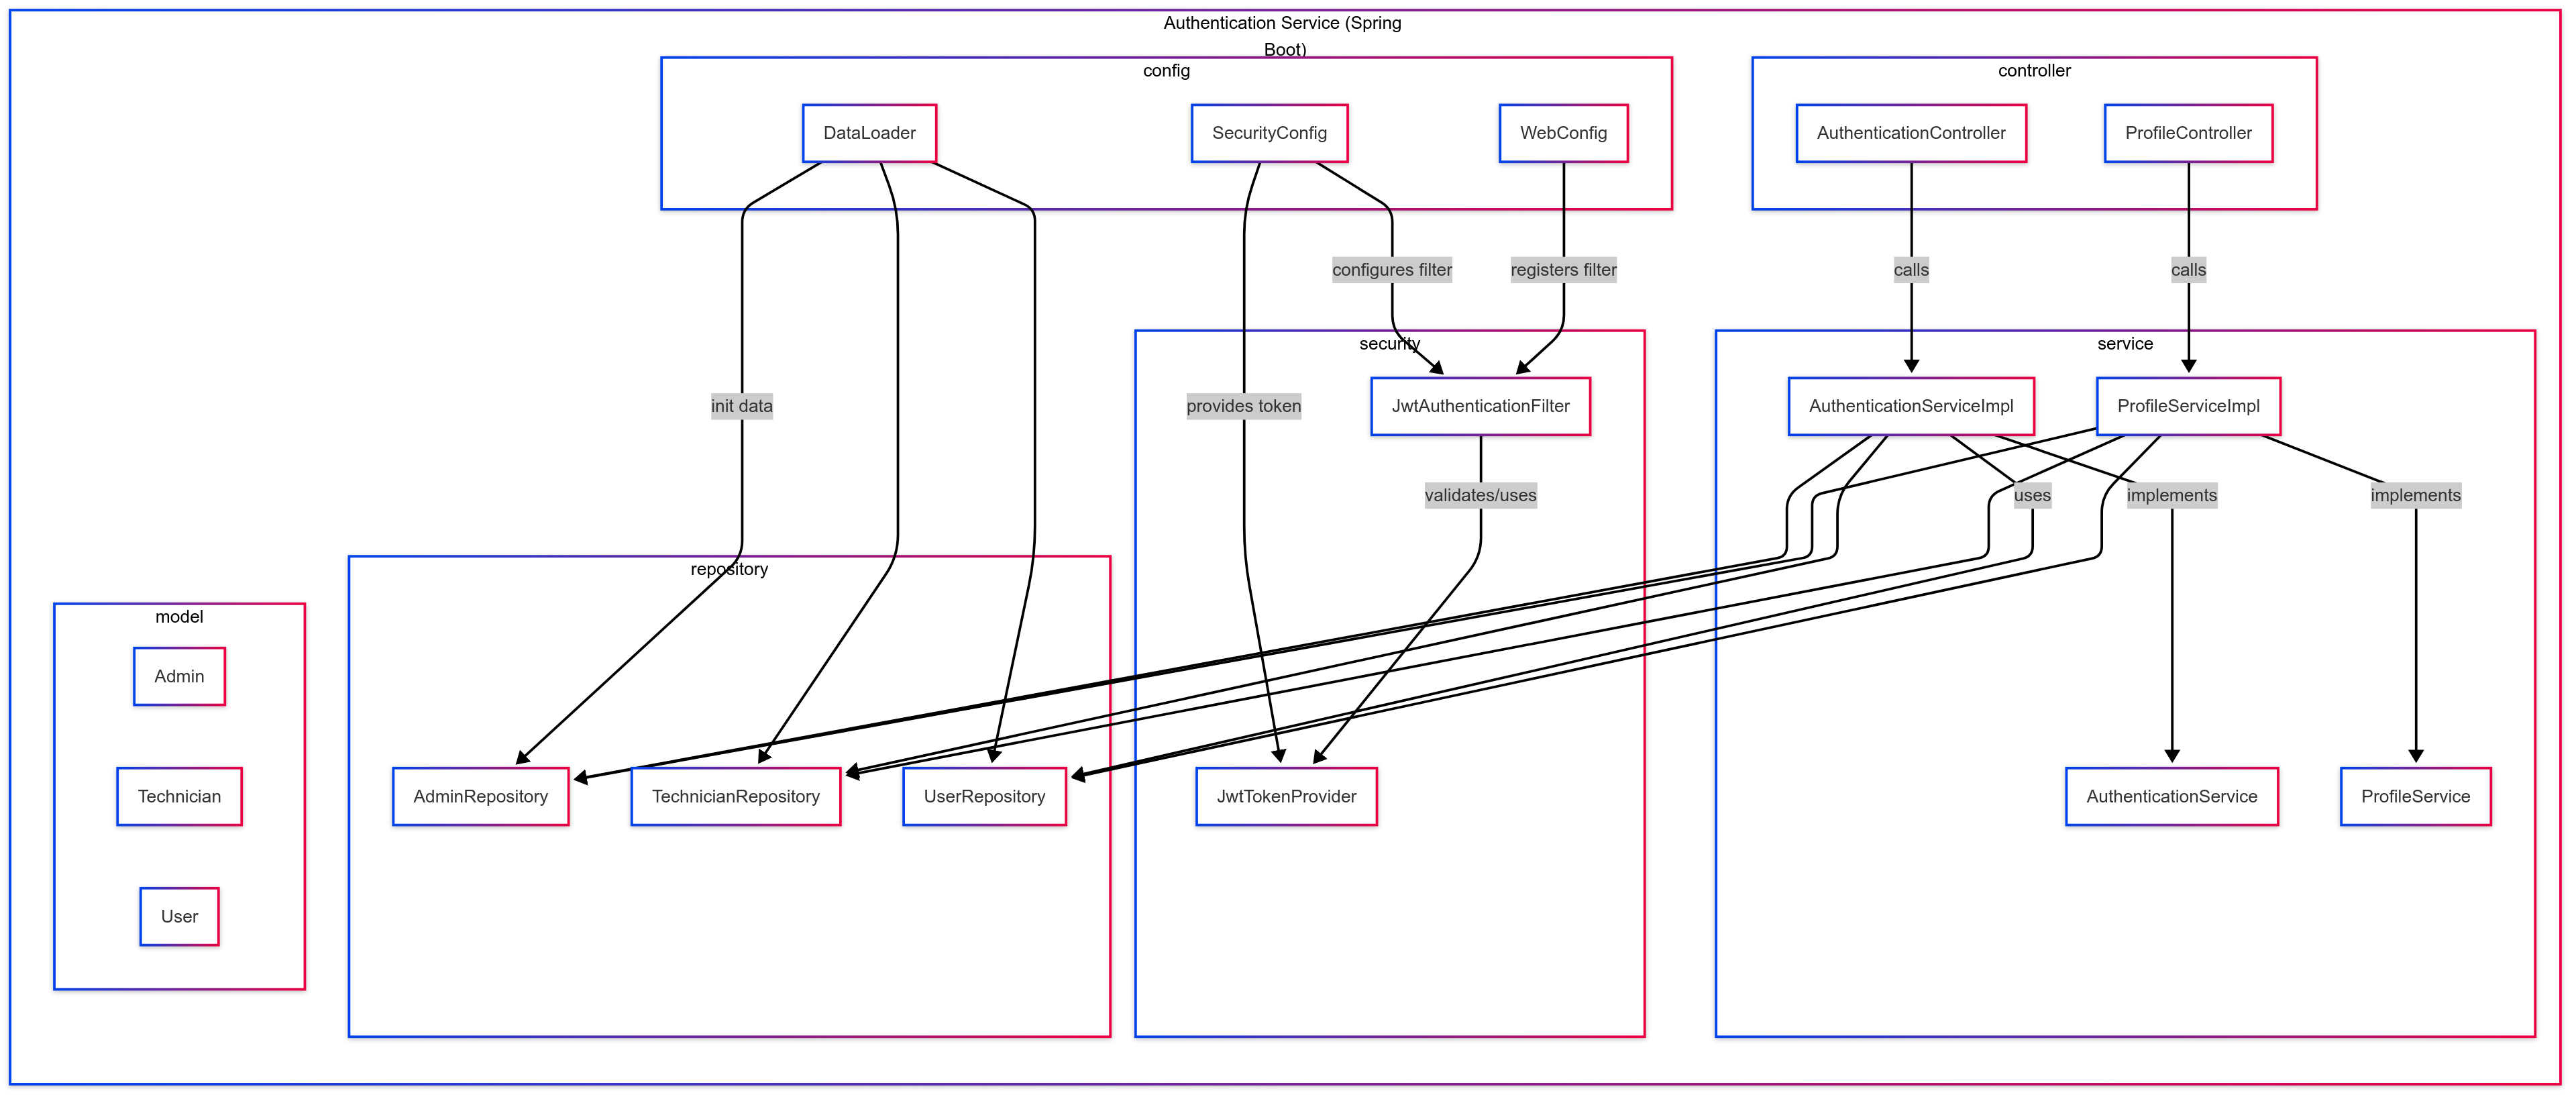 Authentication Service (Spring
Boot)
config
controller
DataLoader
SecurityConfig
WebConfig
AuthenticationController
ProfileController
configures filter
registers filter
calls
calls
security
service
init data
provides token
JwtAuthenticationFilter
AuthenticationServiceImpl
ProfileServiceImpl
validates/uses
uses
implements
implements
repository
model
Admin
Technician
User
AdminRepository
TechnicianRepository
UserRepository
JwtTokenProvider
AuthenticationService
ProfileService